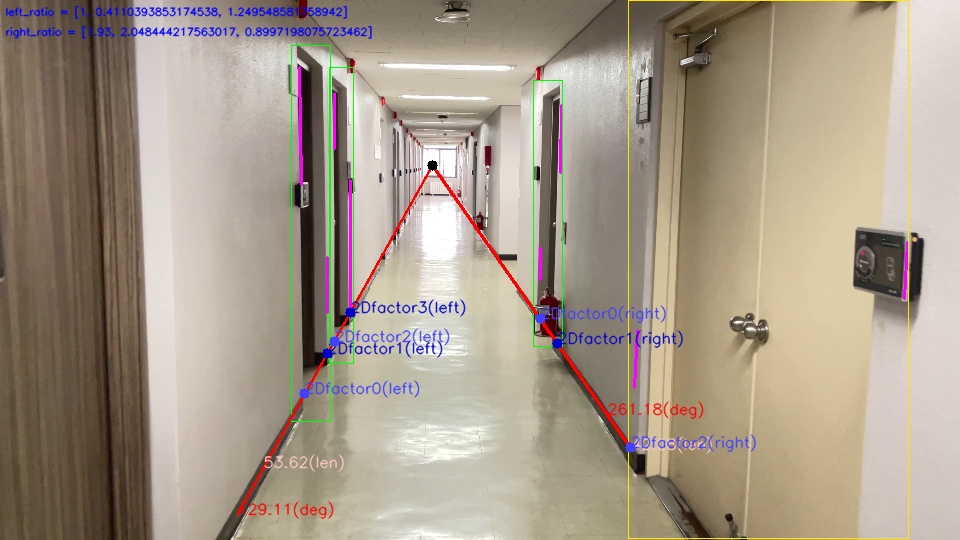 left_ratio = [1, 0.4110393853174538, 1.249548581
right_ratio = [1.93, 2.048444217563017, 0.8997198075723462]
2Dfactor3(left)
2Dfactor0(right)
2Dfactor2(left)
2Dfactor1(right)
2Dfactor1(left)
2Dfactor0(left)
261.18(deg)
2Dfactor2(right)
53.62(len)
29.11(deg)